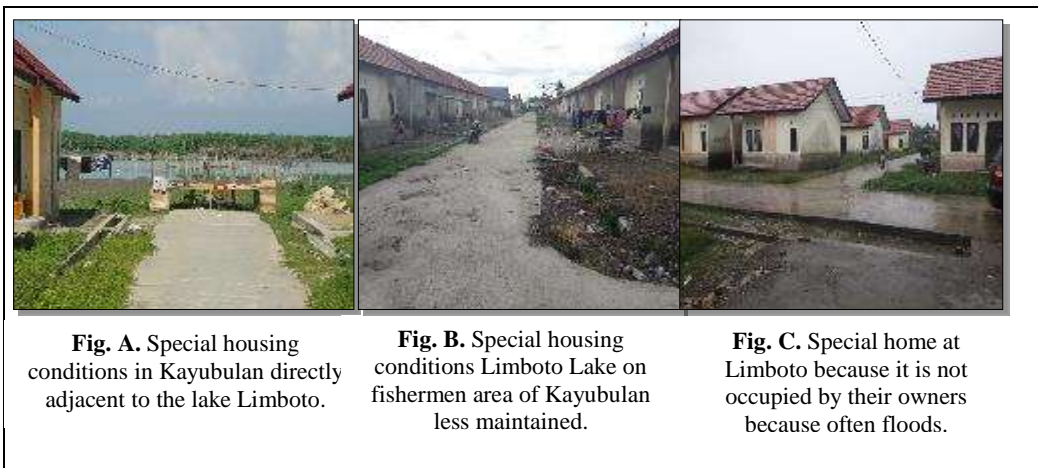 Fig. A. Special housing
conditions in Kayubulan directly
adjacent to the lake Limboto.
Fig. B. Special housing
conditions Limboto Lake on
fishermen area of Kayubulan
less maintained.
Fig. C. Special home at
Limboto because it is not
occupied by their owners
because often floods.